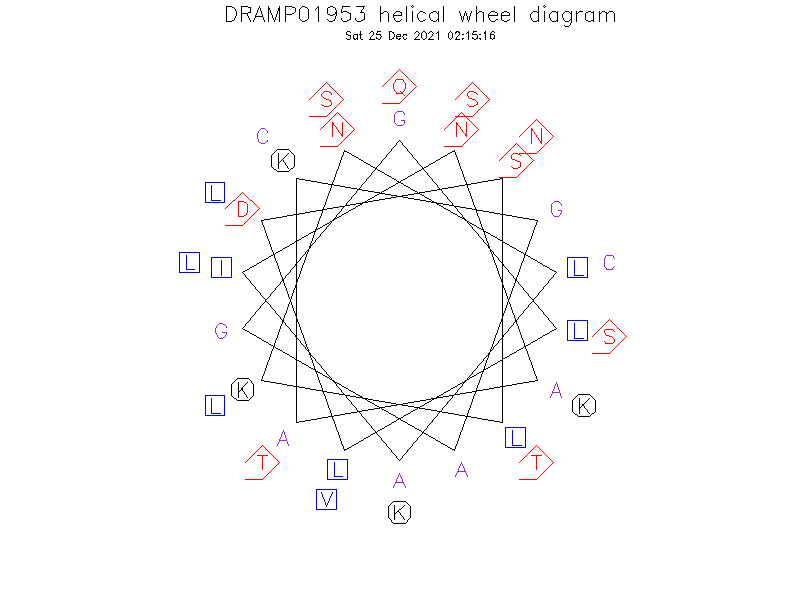 DRAMP01953 helical wheel diagram
Sat 25 Dec 2021 02:15:16
Q
S S
G
N N N
C
K S
L D G
L I L C
G L S
L K A K
A L
T L A A T
V K